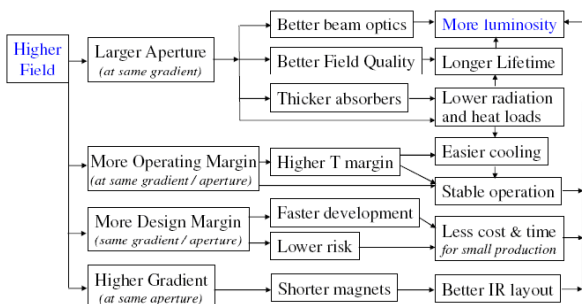 Higher
Field
Larger Aperture
(at same gradient)
Better beam optics
More luminosity
Better Field Quality
Longer Lifetime
Thicker absorbers
Lower radiation
and heat loads
More Operating Margin
(at same gradient / aperture)
Higher T margin
Easier cooling
Stable operation
More Design Margin
(same gradient / aperture)
Faster development
Lower risk
Less cost & time
for small production
Higher Gradient
(at same aperture)
Shorter magnets
Better IR layout